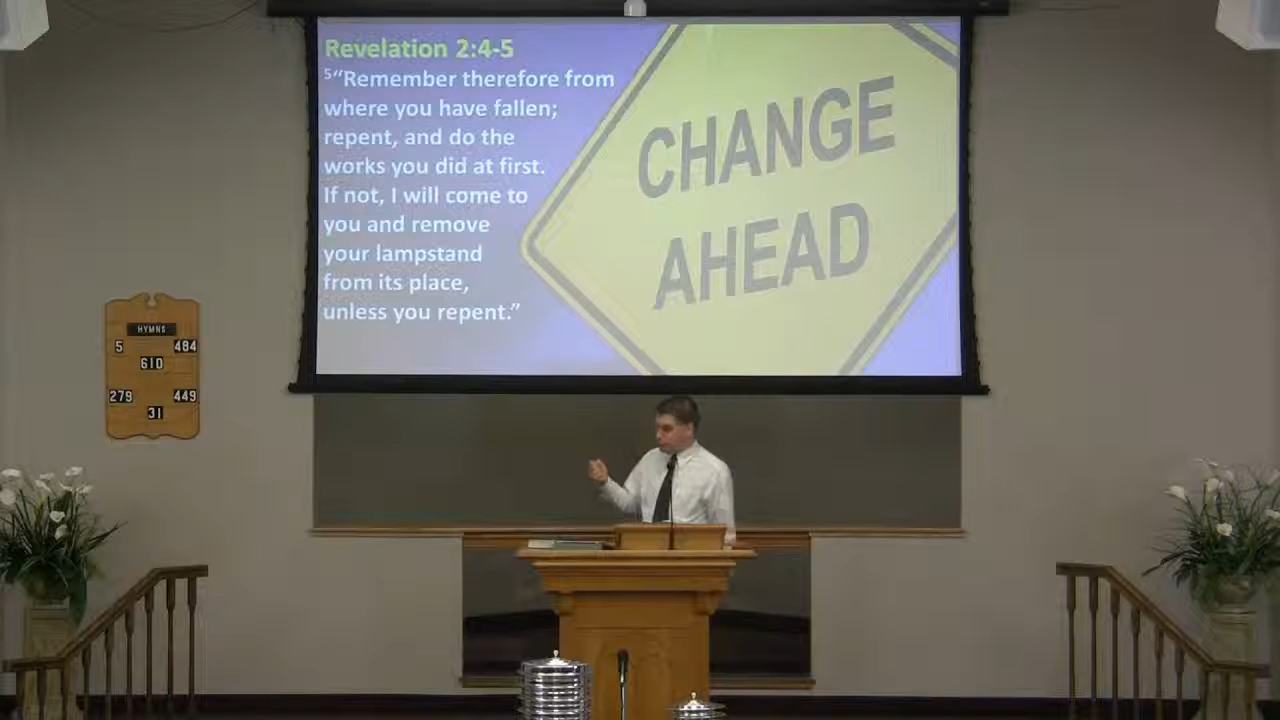 Revelation 2:4-5
5“Remember therefore from
where you have fallen;
repent, and do the
works you did at first.
If not, I will come to
you and remove
your lampstand
from its place,
unless you repent.”
CHANGE
AHEAD
HYMNS
5 484
610
279 449
31